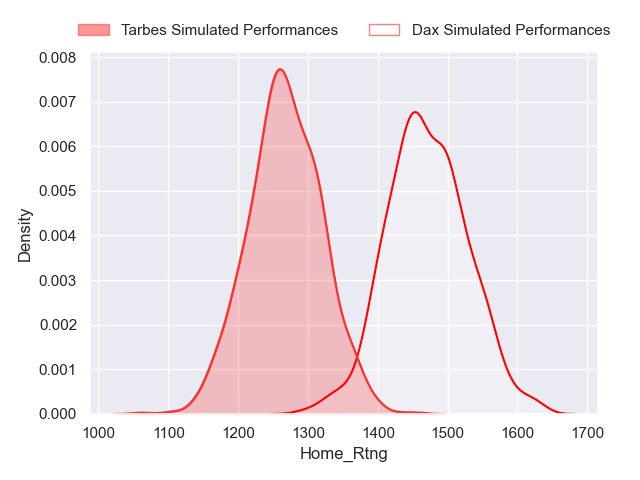 Tarbes Simulated Performances
Dax Simulated Performances
0.008
0.007
0.006
0.005
0.004
0.003
0.002
0.001
0.000
Density
1000 1100 1200 1300 1400 1500 1600 1700
Home_Rtng